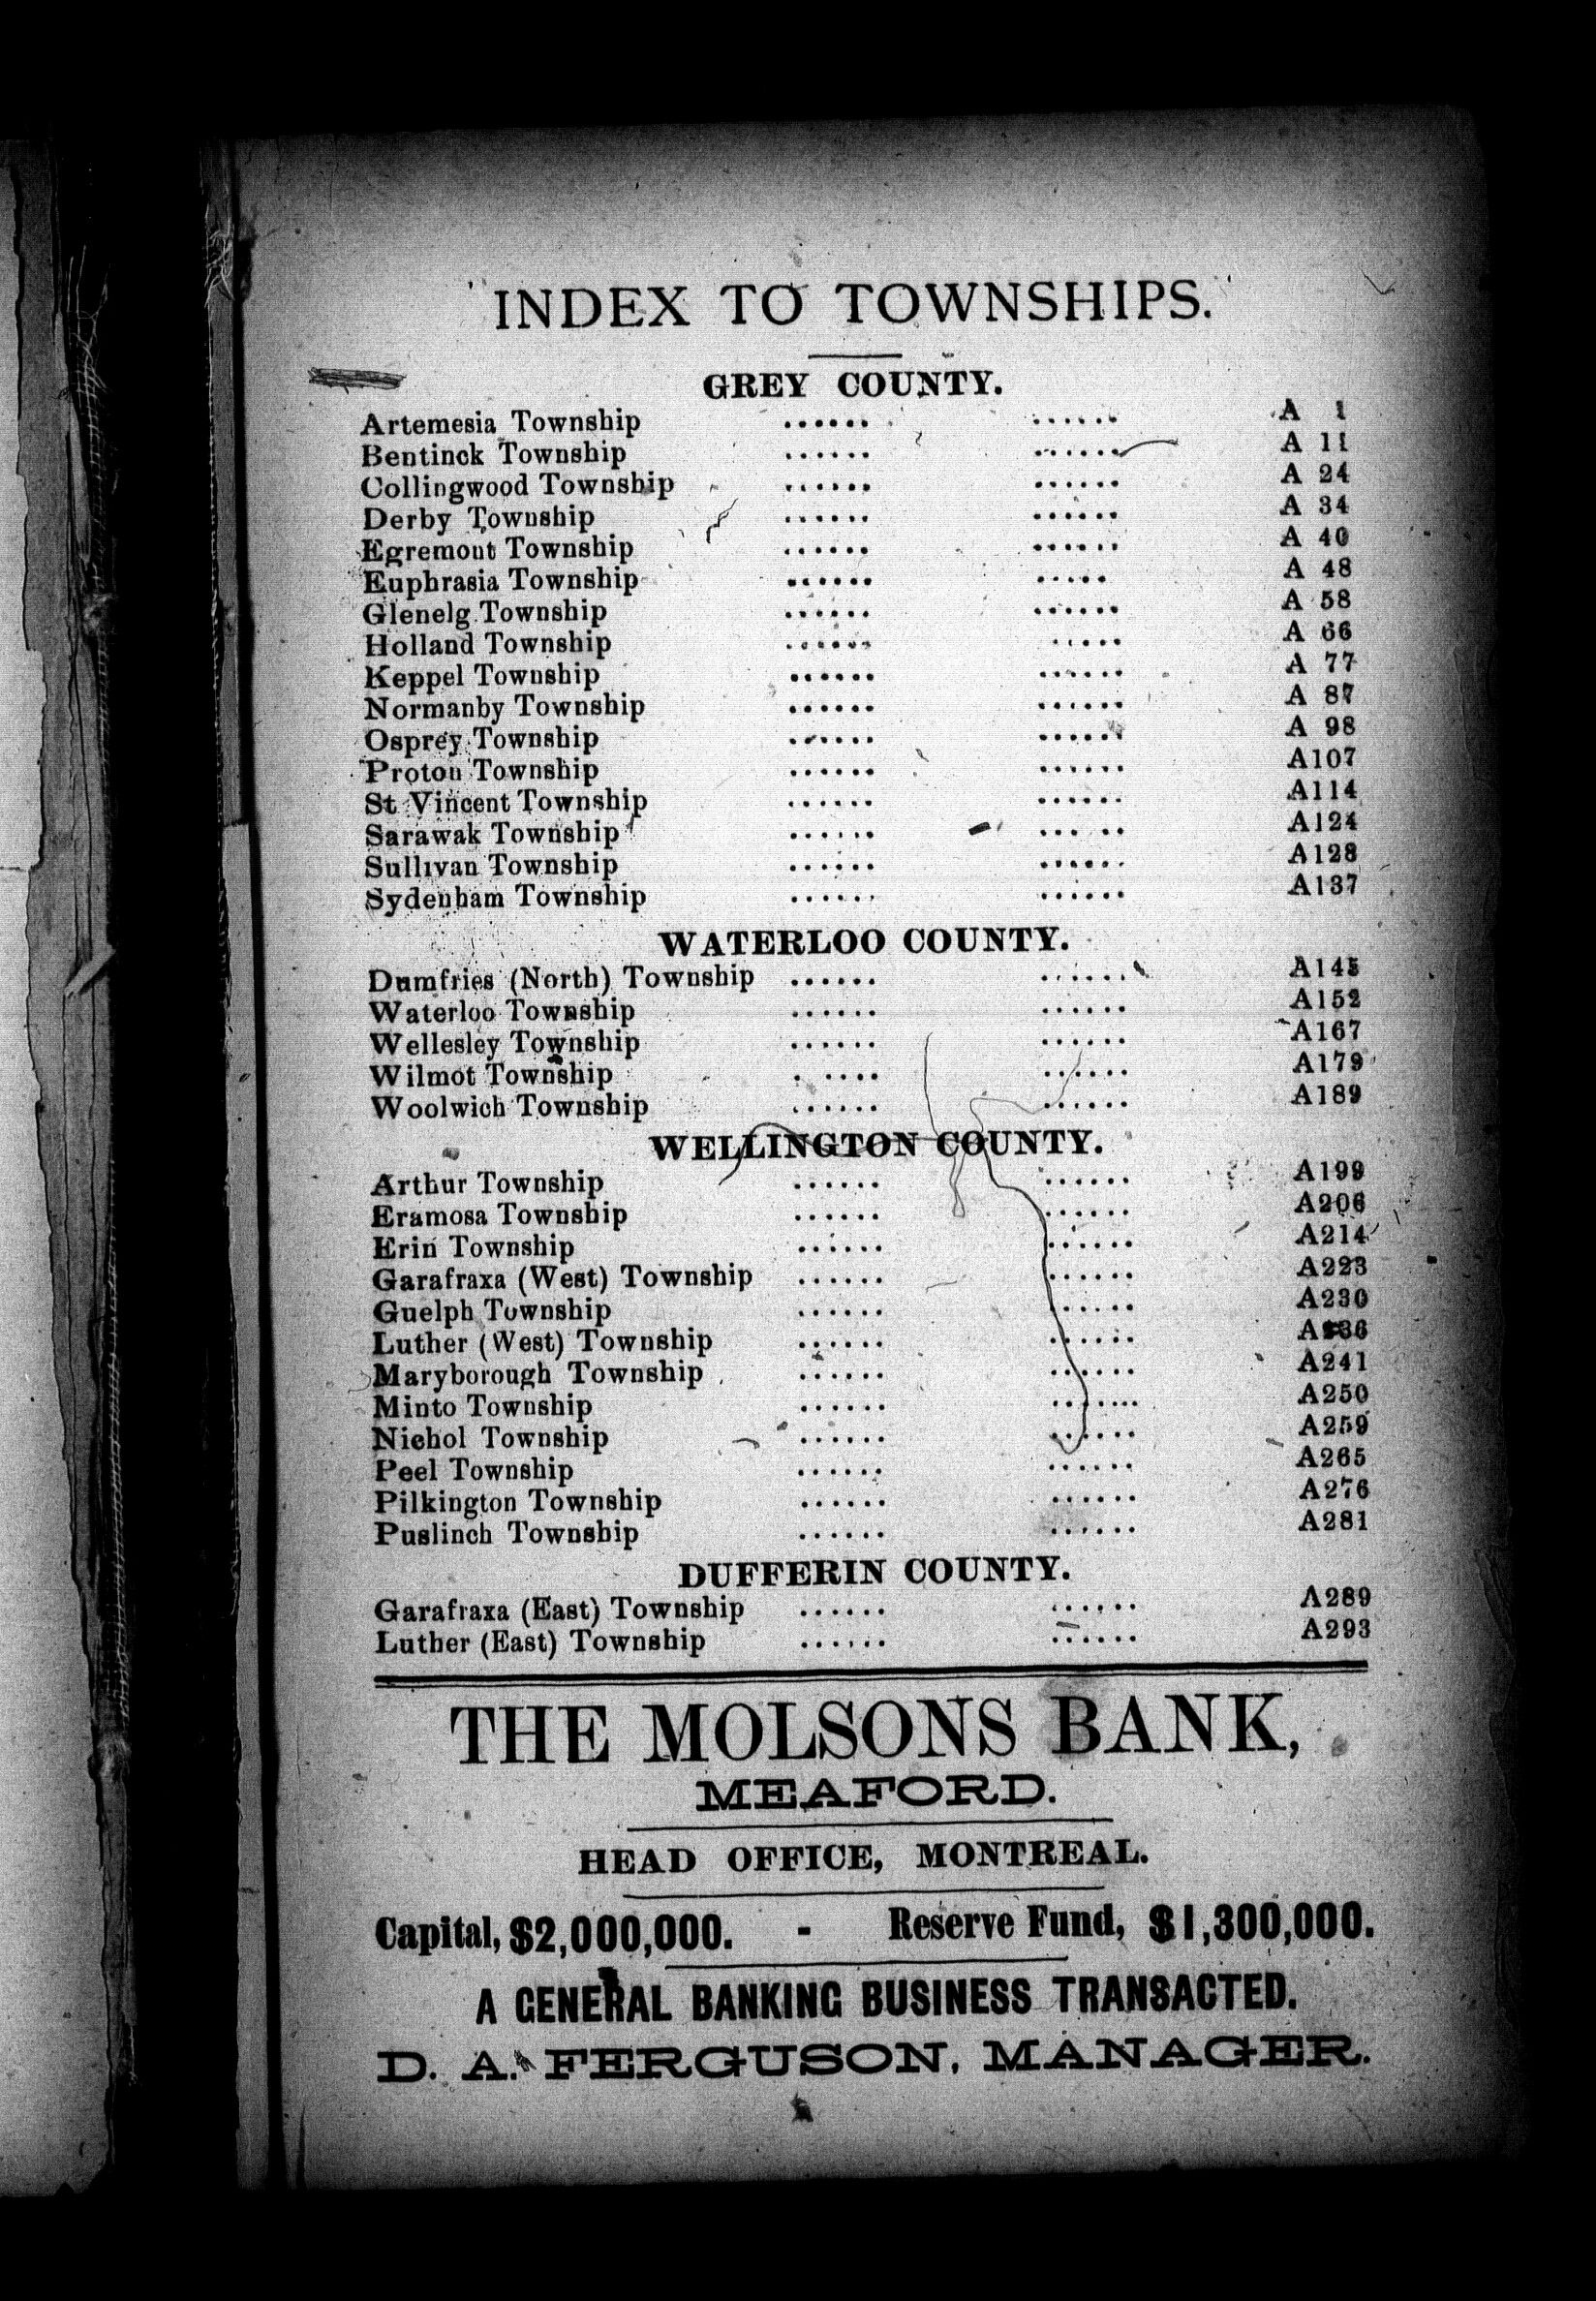 INDEX TO TOWNSHIPS.
GREY COUNTY.
Artemesia Township ...... ...... A 1
Bentinck Township ...... ...... A 11
Collingwood Township ...... ...... A 24
Derby Township ...... ...... A 34
Egremont Township ...... ...... A 40
Euphrasia Township ...... ..... A 48
Glenelg Township ...... ...... A 58
Holland Township ...... ..... A 66
Keppel Township ...... ...... A 77
Normanby Township ...... ...... A 87
Osprey Township ...... ...... A 98
Proton Township ...... ...... A107
St Vincent Township ...... ...... A114
Sarawak Township ...... ... .. A124
Sullivan Township ...... ...... A128
Sydenham Township ...... ...... A137
WATERLOO COUNTY.
Dumfries (North) Township ...... ...... A145
Waterloo Township ...... ...... A152
Wellesley Township ...... ...... A167
Wilmot Township . .... ...... A179
Woolwich Township ...... ...... A189
WELLINGTON COUNTY.
Arthur Township ...... ...... A199
Eramosa Township ...... ...... A206
Erin Township ...... ...... A214
Garafraxa (West) Township ...... ...... A223
Guelph Township ...... ...... A230
Luther (West) Township ...... ...... A236
Maryborough Township ...... ...... A241
Minto Township ...... ...... A250
Nichol Township ...... ...... A259
Peel Township ...... ...... A265
Pilkington Township ...... ...... A276
Puslinch Township ...... ...... A281
DUFFERIN COUNTY.
Garafraxa (East) Township ...... ...... A289
Luther (East) Township ...... ...... A293
THE MOLSONS BANK,
MEAFORD.
HEAD OFFICE, MONTREAL.
Capital, $2,000,000. - Reserve Fund, $1,300,000.
A GENERAL BANKING BUSINESS TRANSACTED.
D. A. FERGUSON, MANAGER.